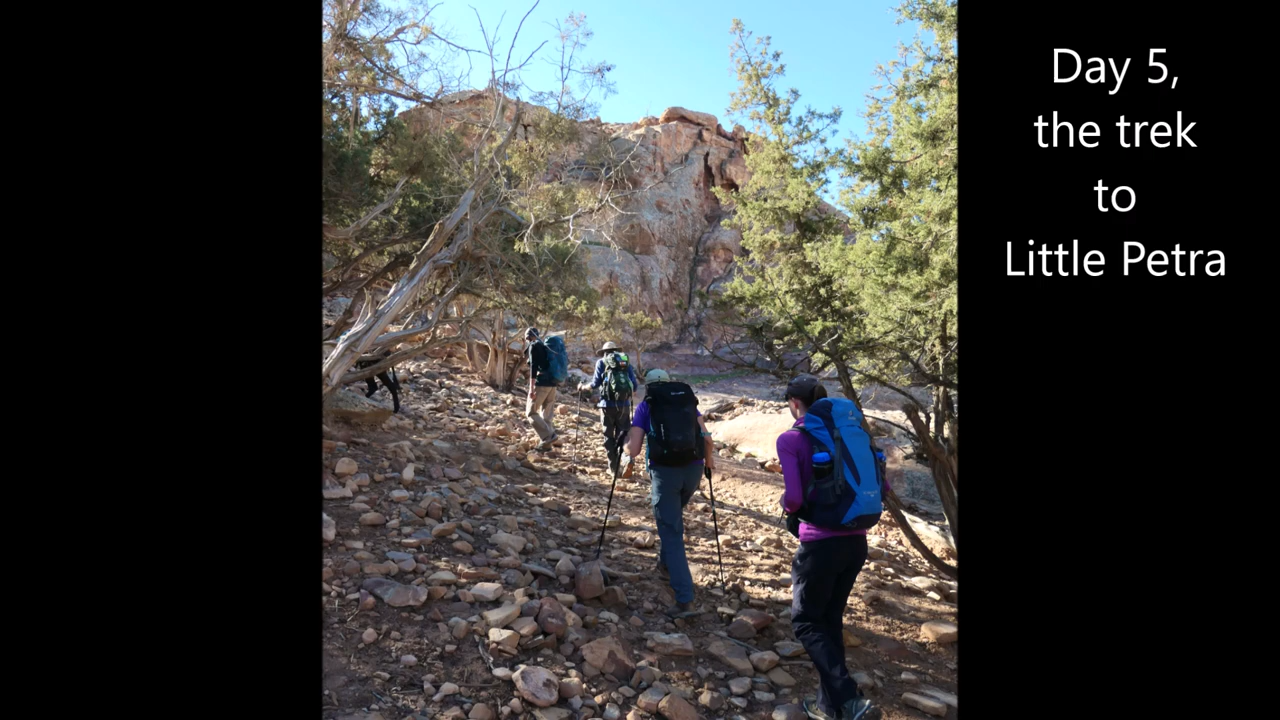 Day 5,
the trek
to
Little Petra